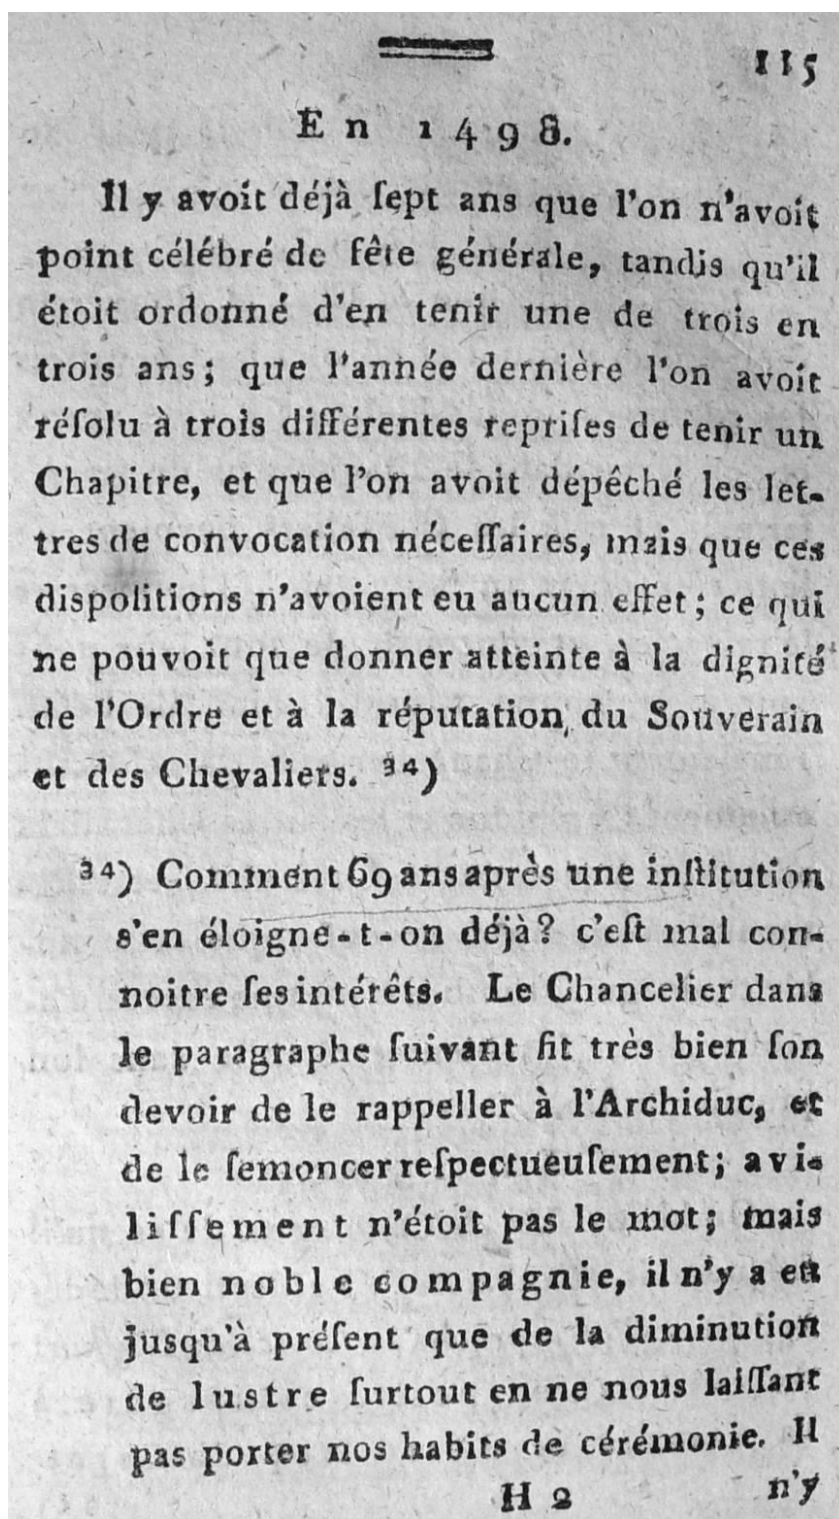 115
En 1498.
Il y avoit déjà ſept ans que l'on n'avoit
point célébré de fête générale, tandis qu'il
étoit ordonné d'en tenir une de trois en
trois ans; que l'année dernière l'on avoit
réſolu à trois différentes repriſes de tenir un
Chapitre, et que l'on avoit dépêché les let-
tres de convocation néceſſaires, mais que ces
dispoſitions n'avoient eu aucun effet; ce qui
ne pouvoit que donner atteinte à la dignité
de l'Ordre et à la réputation du Souverain
et des Chevaliers. 34)
34) Comment 69 ans après une inſtitution
s'en éloigne-t-on déjà? c'eſt mal con-
noitre ſes intérêts. Le Chancelier dans
le paragraphe ſuivant fit très bien ſon
devoir de le rappeller à l'Archiduc, et
de le ſemoncer reſpectueuſement; avi-
liſſement n'étoit pas le mot; mais
bien noble compagnie, il n'y a eu
jusqu'à préſent que de la diminution
de lustre ſurtout en ne nous laiſſant
pas porter nos habits de cérémonie. Il
H 2 n'y